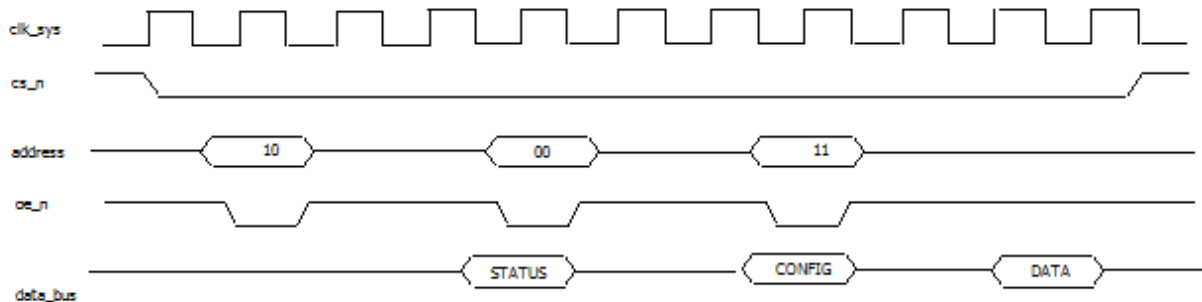 clk_sys
cs_n
address 10 00 11
oe_n
STATUS CONFIG DATA
data_bus